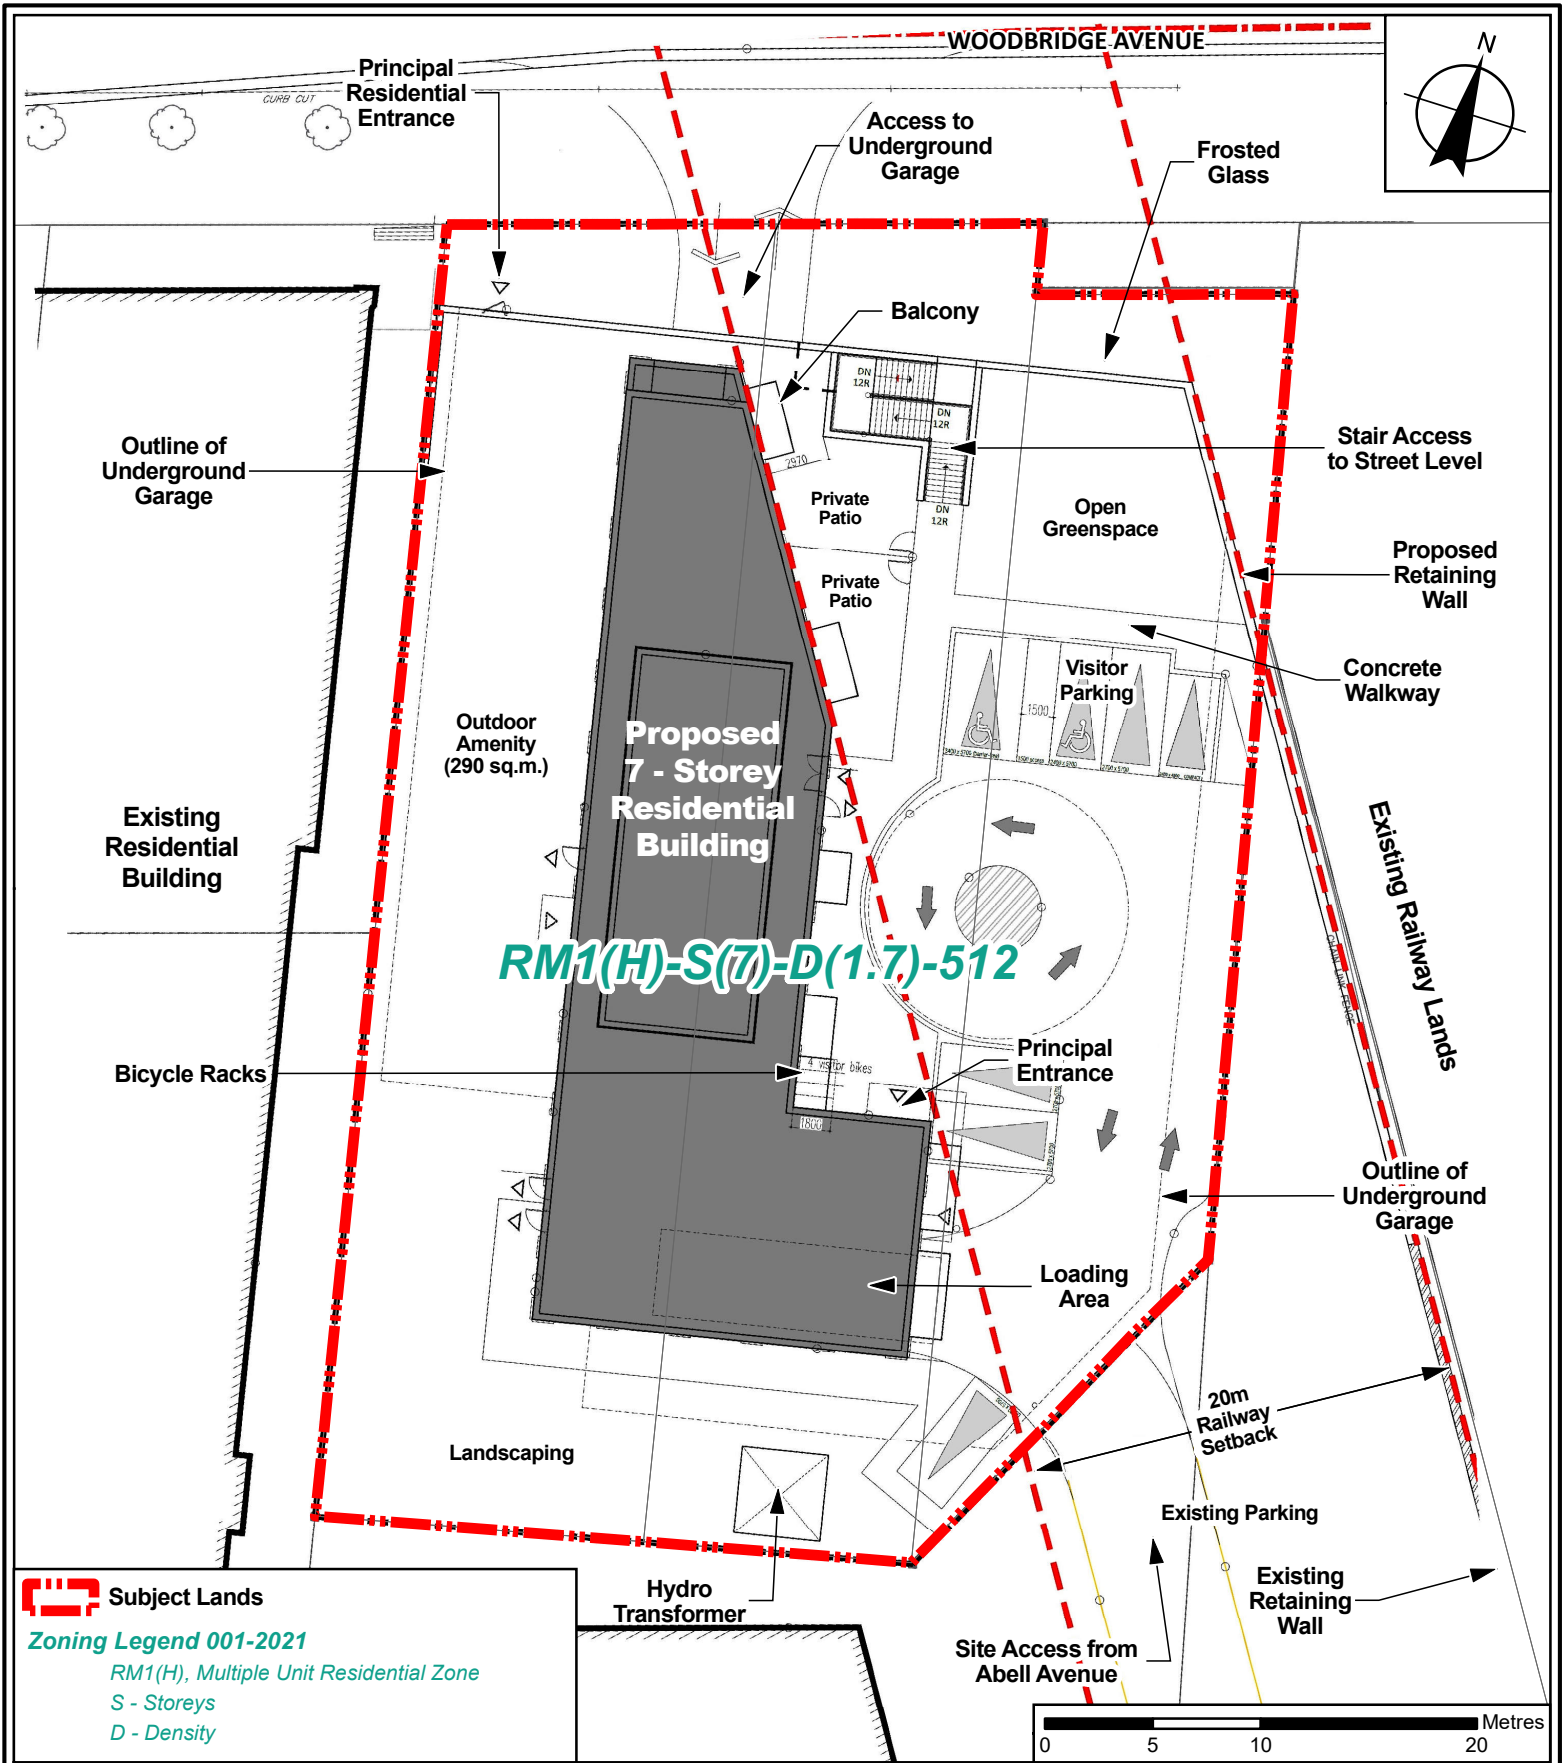 WOODBRIDGE AVENUE
N
Principal
Residential
Entrance
CURB CUT
Access to
Underground
Garage
Frosted
Glass
Balcony
DN
12R
DN
12R
DN
12R
Outline of
Underground
Garage
Stair Access
to Street Level
2970
Private
Patio
Open
Greenspace
Private
Patio
Proposed
Retaining
Wall
Visitor
Parking
1500
Concrete
Walkway
Outdoor
Amenity
(290 sq.m.)
Proposed
7 - Storey
Residential
Building
Existing
Residential
Building
Existing Railway Lands
CHAIN LINK FENCE
RM1(H)-S(7)-D(1.7)-512
Bicycle Racks
4 visitor bikes
Principal
Entrance
1800
Outline of
Underground
Garage
Loading
Area
20m
Railway
Setback
Landscaping
Existing Parking
Hydro
Transformer
Existing
Retaining
Wall
Site Access from
Abell Avenue
Subject Lands
Zoning Legend 001-2021
RM1(H), Multiple Unit Residential Zone
S - Storeys
D - Density
Metres
0 5 10 20